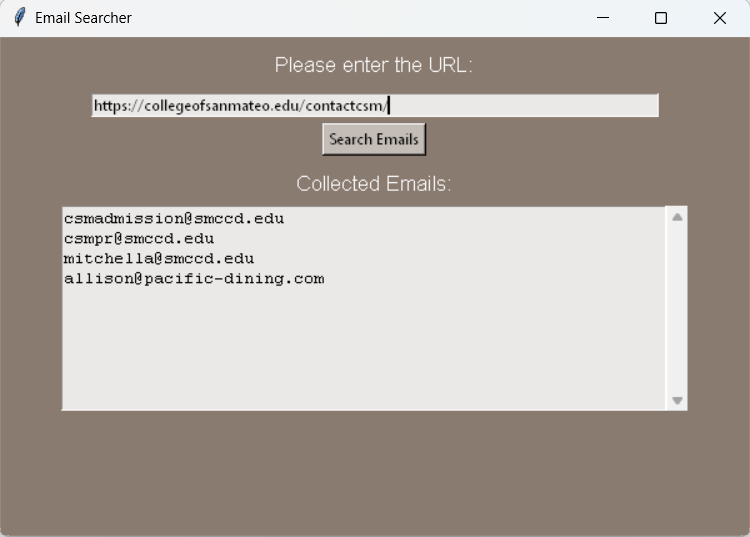 Email Searcher
Please enter the URL:
https://collegeofsanmateo.edu/contactcsm/
Search Emails
Collected Emails:
csmadmission@smccd.edu
csmpr@smccd.edu
mitchella@smccd.edu
allison@pacific-dining.com